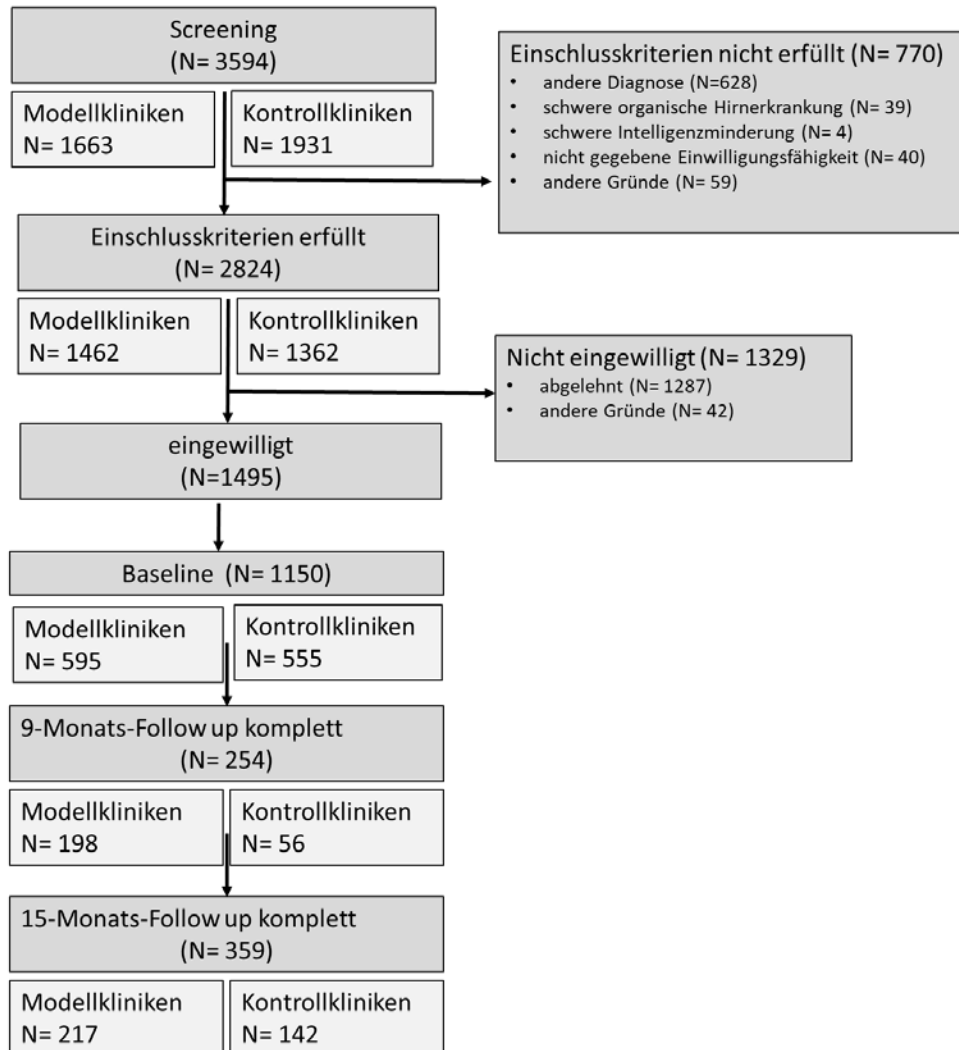 Screening
(N= 3594)
Einschlusskriterien nicht erfüllt (N= 770)
• andere Diagnose (N=628)
• schwere organische Hirnerkrankung (N= 39)
• schwere Intelligenzminderung (N= 4)
• nicht gegebene Einwilligungsfähigkeit (N= 40)
• andere Gründe (N= 59)
Modellkliniken
N= 1663
Kontrollkliniken
N= 1931
Einschlusskriterien erfüllt
(N= 2824)
Modellkliniken
N= 1462
Kontrollkliniken
N= 1362
Nicht eingewilligt (N= 1329)
• abgelehnt (N= 1287)
• andere Gründe (N= 42)
eingewilligt
(N=1495)
Baseline (N= 1150)
Modellkliniken
N= 595
Kontrollkliniken
N= 555
9-Monats-Follow up komplett
(N= 254)
Modellkliniken
N= 198
Kontrollkliniken
N= 56
15-Monats-Follow up komplett
(N= 359)
Modellkliniken
N= 217
Kontrollkliniken
N= 142